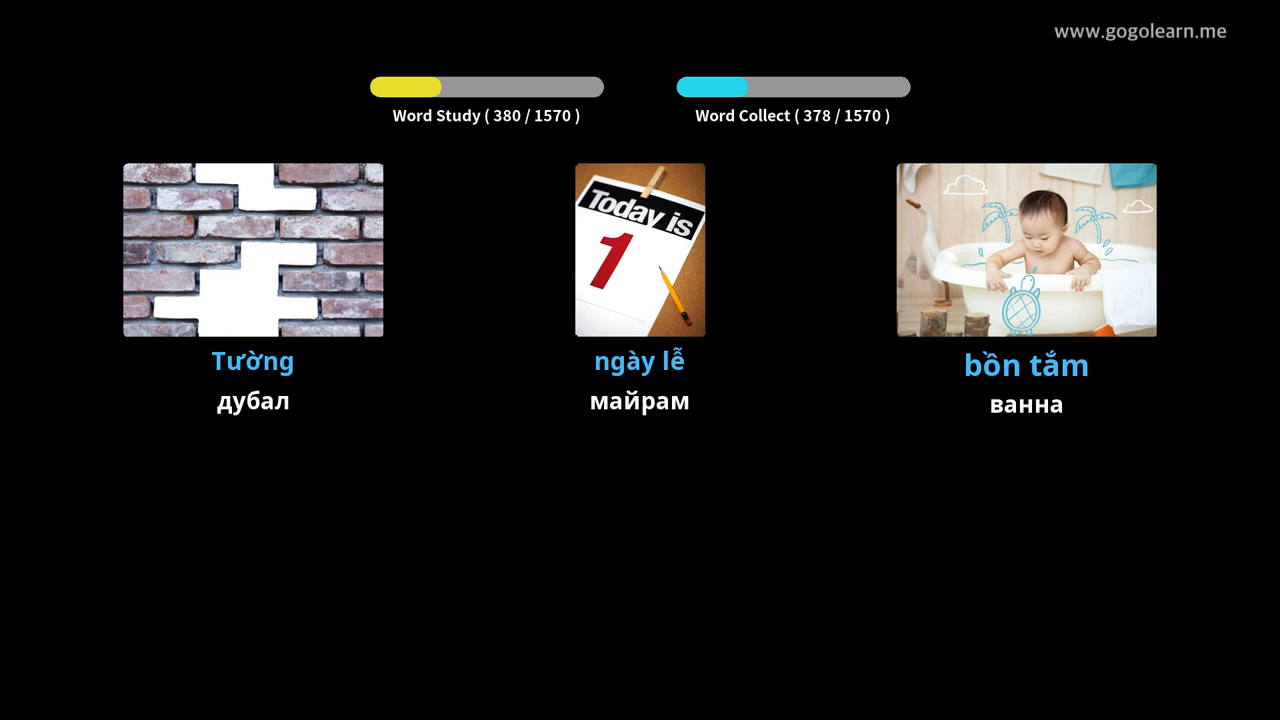 www.gogolearn.me
Word Study ( 380 / 1570 )
Word Collect ( 378 / 1570 )
Today is
1
Tường
ngày lễ
bồn tắm
дубал
майрам
ванна